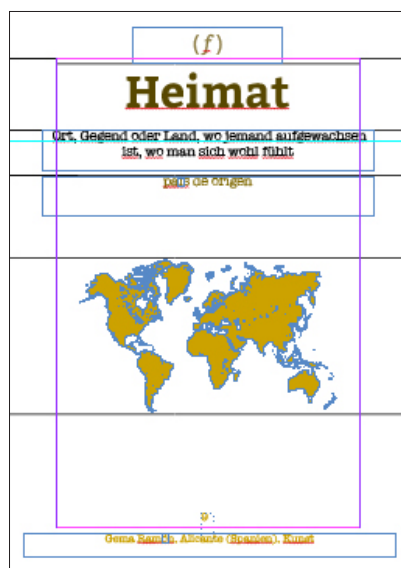 (f)
Heimat
Ort, Gegend oder Land, wo jemand aufgewachsen
ist, wo man sich wohl fühlt
país de origen
Gema Ramón, Alicante (Spanien), Kunst